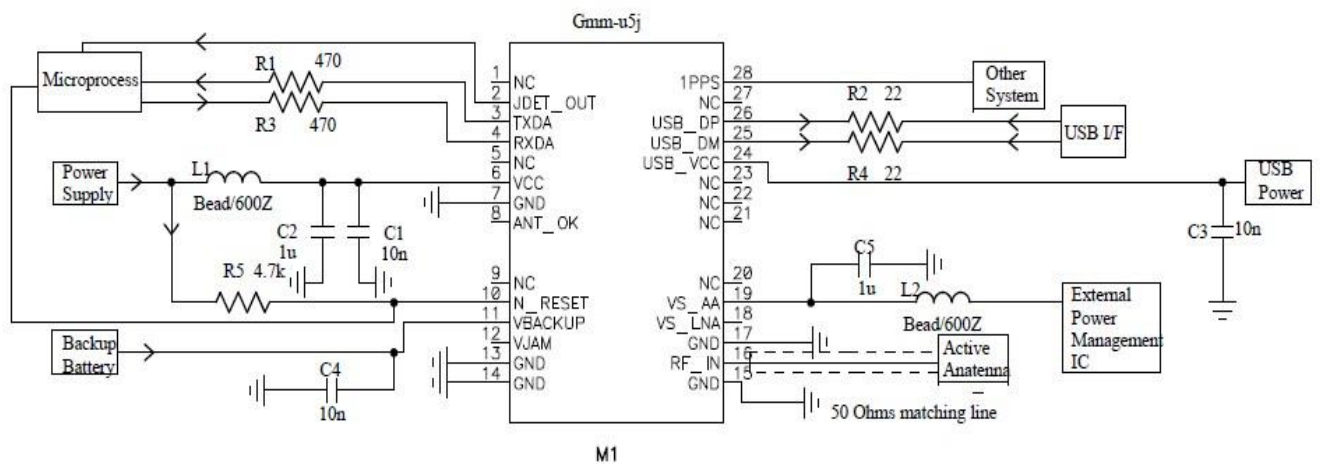 Gmm-u5j
Microprocess
R1 470
R3 470
1 NC
2 JDET_OUT
3 TXDA
4 RXDA
5 NC
6 VCC
7 GND
8 ANT_OK
9 NC
10 N_RESET
11 VBACKUP
12 VJAM
13 GND
14 GND
1PPS 28
NC 27
USB_DP 26
USB_DM 25
USB_VCC 24
NC 23
NC 22
NC 21
NC 20
VS_AA 19
VS_LNA 18
GND 17
RF_IN 16
GND 15
Power
Supply
L1
Bead/600Z
C2
1u
C1
10n
R5 4.7k
Backup
Battery
C4
10n
Other
System
R2 22
USB I/F
R4 22
USB
Power
C3 10n
C5
1u
L2
Bead/600Z
External
Power
Management
IC
Active
Anatenna
50 Ohms matching line
M1